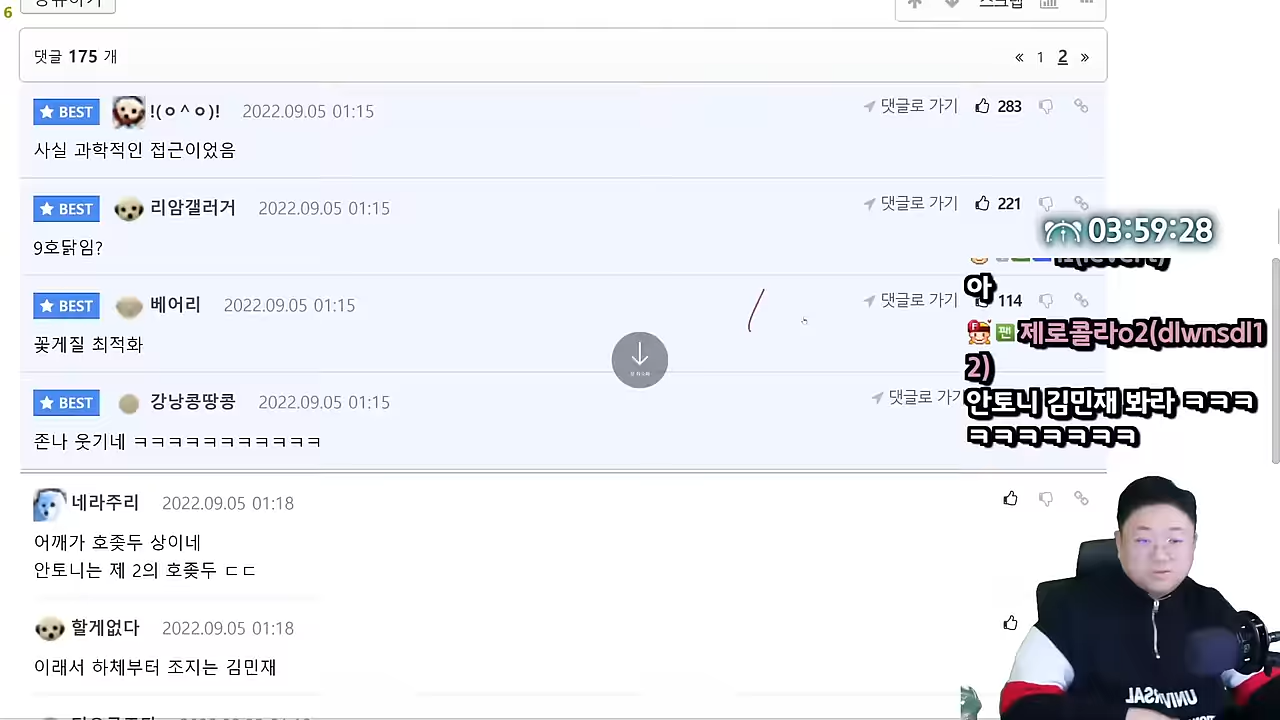 6
공유하기
스크랩
댓글 175 개
« 1 2 »
BEST !(ㅇ^ㅇ)! 2022.09.05 01:15 댓글로 가기 283
사실 과학적인 접근이었음
BEST 리암갤러거 2022.09.05 01:15 댓글로 가기 221
9호닭임?
03:59:28
BEST 베어리 2022.09.05 01:15 댓글로 가기 114
꽃게질 최적화
아
팬 제로콜라o2(dlwnsdl1
2)
안토니 김민재 봐라 ㅋㅋㅋ
ㅋㅋㅋㅋㅋㅋㅋ
BEST 강낭콩땅콩 2022.09.05 01:15 댓글로 가기
존나 웃기네 ㅋㅋㅋㅋㅋㅋㅋㅋㅋㅋㅋ
네라주리 2022.09.05 01:18
어깨가 호좆두 상이네
안토니는 제 2의 호좆두 ㄷㄷ
할게없다 2022.09.05 01:18
이래서 하체부터 조지는 김민재
UNIVERSAL